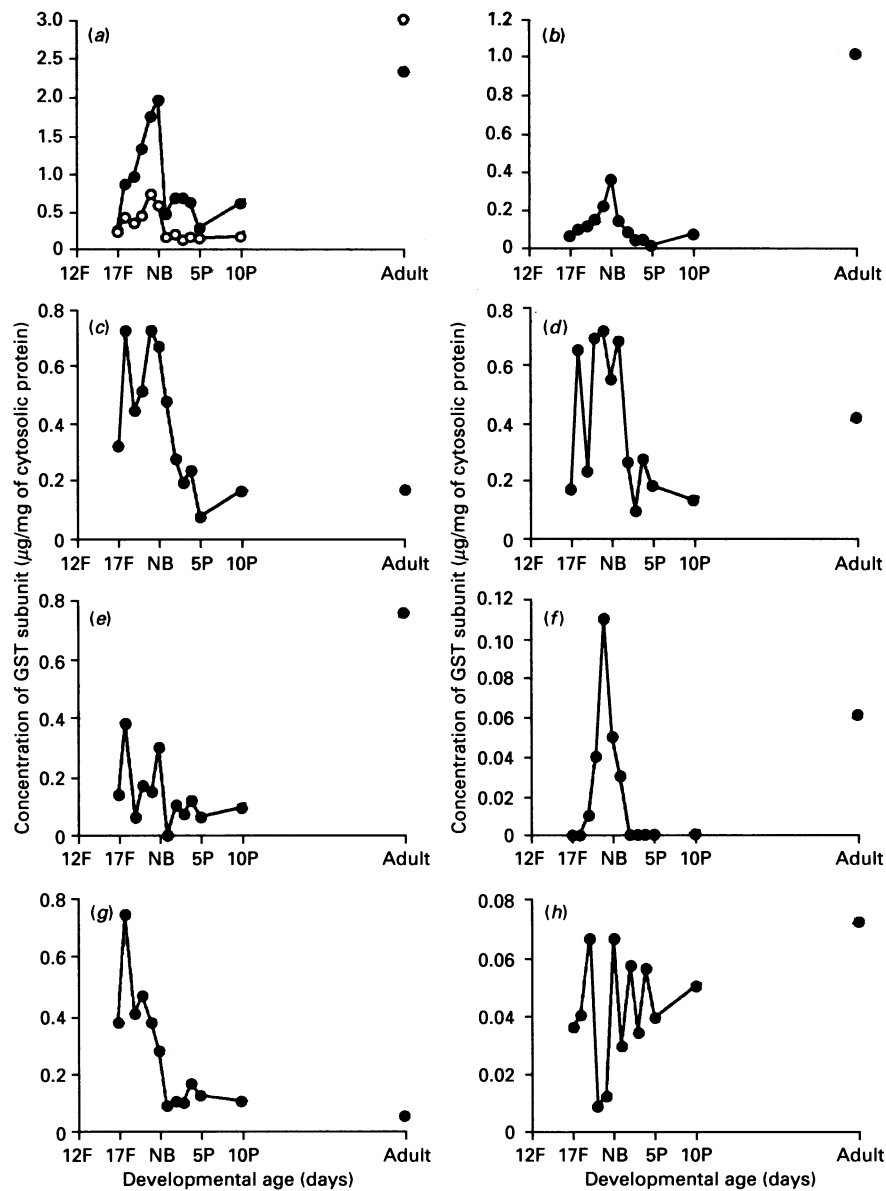 (a)
3.0
2.5
2.0
1.5
1.0
0.5
0
12F 17F NB 5P 10P Adult
(b)
1.2
1.0
0.8
0.6
0.4
0.2
0
12F 17F NB 5P 10P Adult
Concentration of GST subunit (μg/mg of cytosolic protein)
(c)
0.8
0.6
0.4
0.2
0
12F 17F NB 5P 10P Adult
Concentration of GST subunit (μg/mg of cytosolic protein)
(d)
0.8
0.6
0.4
0.2
0
12F 17F NB 5P 10P Adult
(e)
0.8
0.6
0.4
0.2
0
12F 17F NB 5P 10P Adult
(f)
0.12
0.10
0.08
0.06
0.04
0.02
0
12F 17F NB 5P 10P Adult
(g)
0.8
0.6
0.4
0.2
0
12F 17F NB 5P 10P Adult
Developmental age (days)
(h)
0.08
0.06
0.04
0.02
0
12F 17F NB 5P 10P Adult
Developmental age (days)